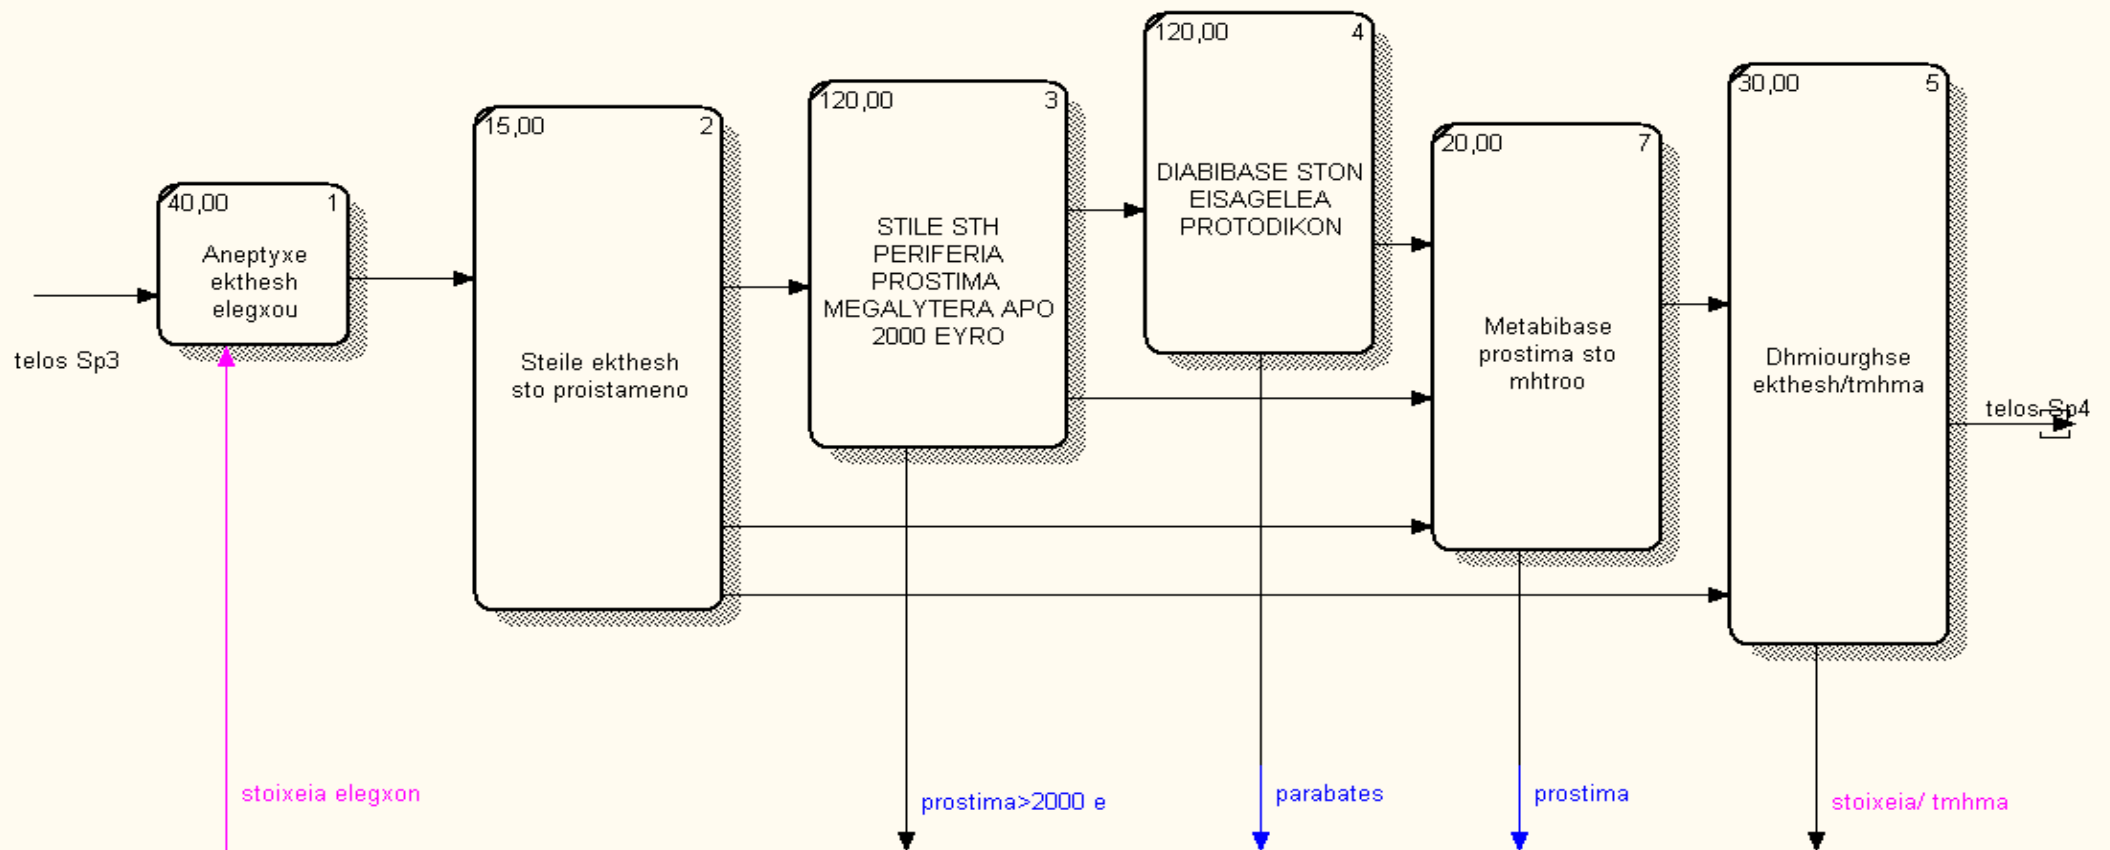 telos Sp3
40,00 1
Aneptyxe
ekthesh
elegxou
stoixeia elegxon
15,00 2
Steile ekthesh
sto proistameno
120,00 3
STILE STH
PERIFERIA
PROSTIMA
MEGALYTERA APO
2000 EYRO
prostima>2000 e
120,00 4
DIABIBASE STON
EISAGELEA
PROTODIKON
parabates
20,00 7
Metabibase
prostima sto
mhtroo
prostima
30,00 5
Dhmiourghse
ekthesh/tmhma
stoixeia/ tmhma
telos Sp4